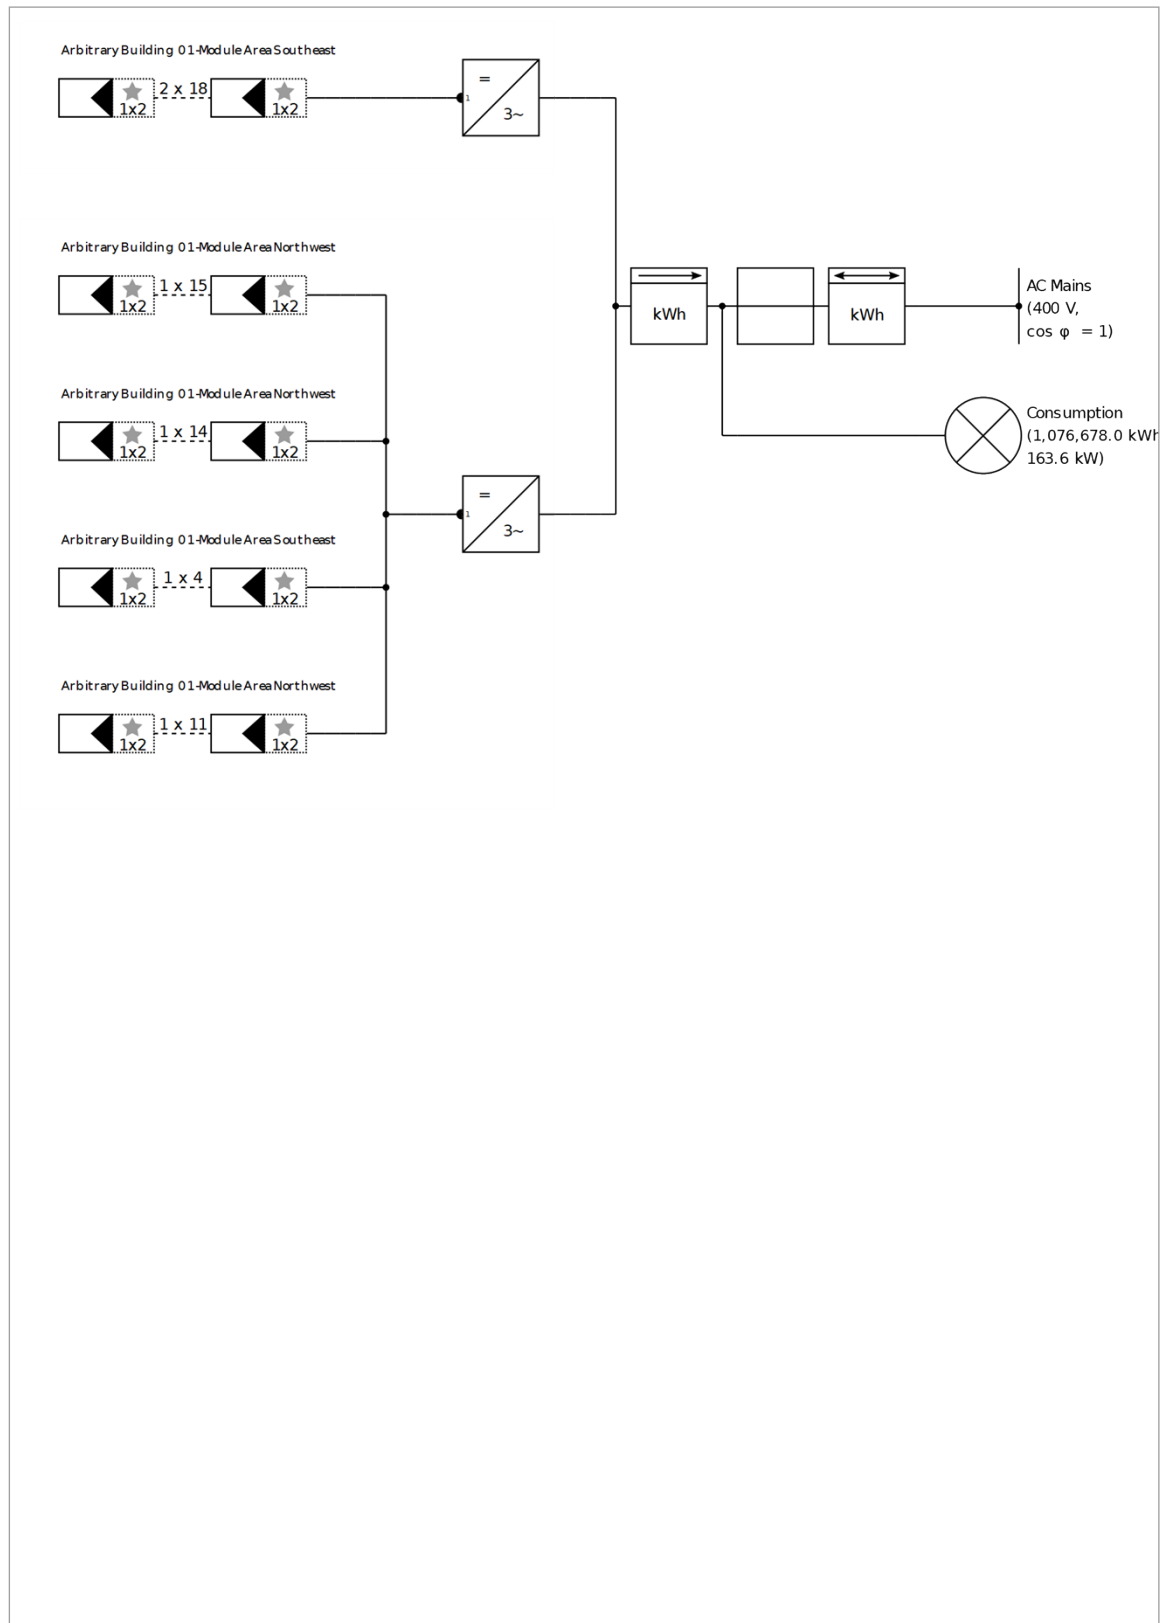 Arbitrary Building 01-Module Area Southeast
2 x 18
1x2
1x2
=
1
3~
Arbitrary Building 01-Module Area Northwest
1 x 15
1x2
1x2
kWh
kWh
AC Mains
(400 V,
cos φ = 1)
Arbitrary Building 01-Module Area Northwest
1 x 14
1x2
1x2
Consumption
(1,076,678.0 kWh
163.6 kW)
=
1
3~
Arbitrary Building 01-Module Area Southeast
1 x 4
1x2
1x2
Arbitrary Building 01-Module Area Northwest
1 x 11
1x2
1x2